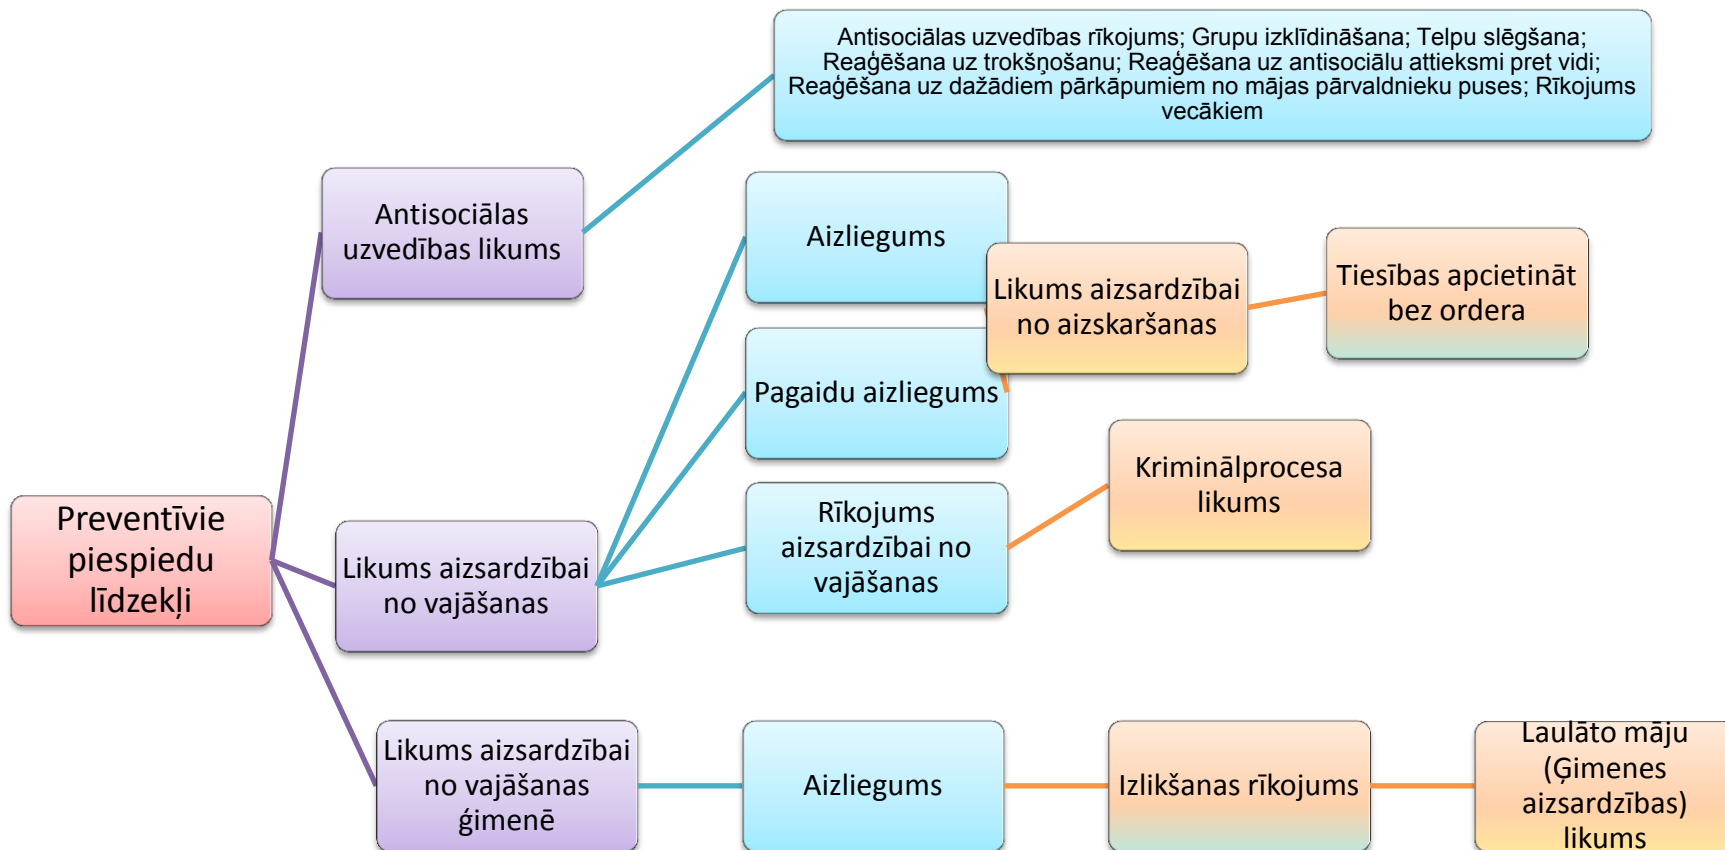 Antisociālas uzvedības rīkojums; Grupu izklīdināšana; Telpu slēgšana;
Reaģēšana uz trokšņošanu; Reaģēšana uz antisociālu attieksmi pret vidi;
Reaģēšana uz dažādiem pārkāpumiem no mājas pārvaldnieku puses; Rīkojums
vecākiem
Antisociālas
uzvedības likums
Aizliegums
Likums aizsardzībai
no aizskaršanas
Tiesības apcietināt
bez ordera
Pagaidu aizliegums
Kriminālprocesa
likums
Preventīvie
piespiedu
līdzekļi
Likums aizsardzībai
no vajāšanas
Rīkojums
aizsardzībai no
vajāšanas
Likums aizsardzībai
no vajāšanas
ģimenē
Aizliegums
Izlikšanas rīkojums
Laulāto māju
(Ģimenes
aizsardzības)
likums